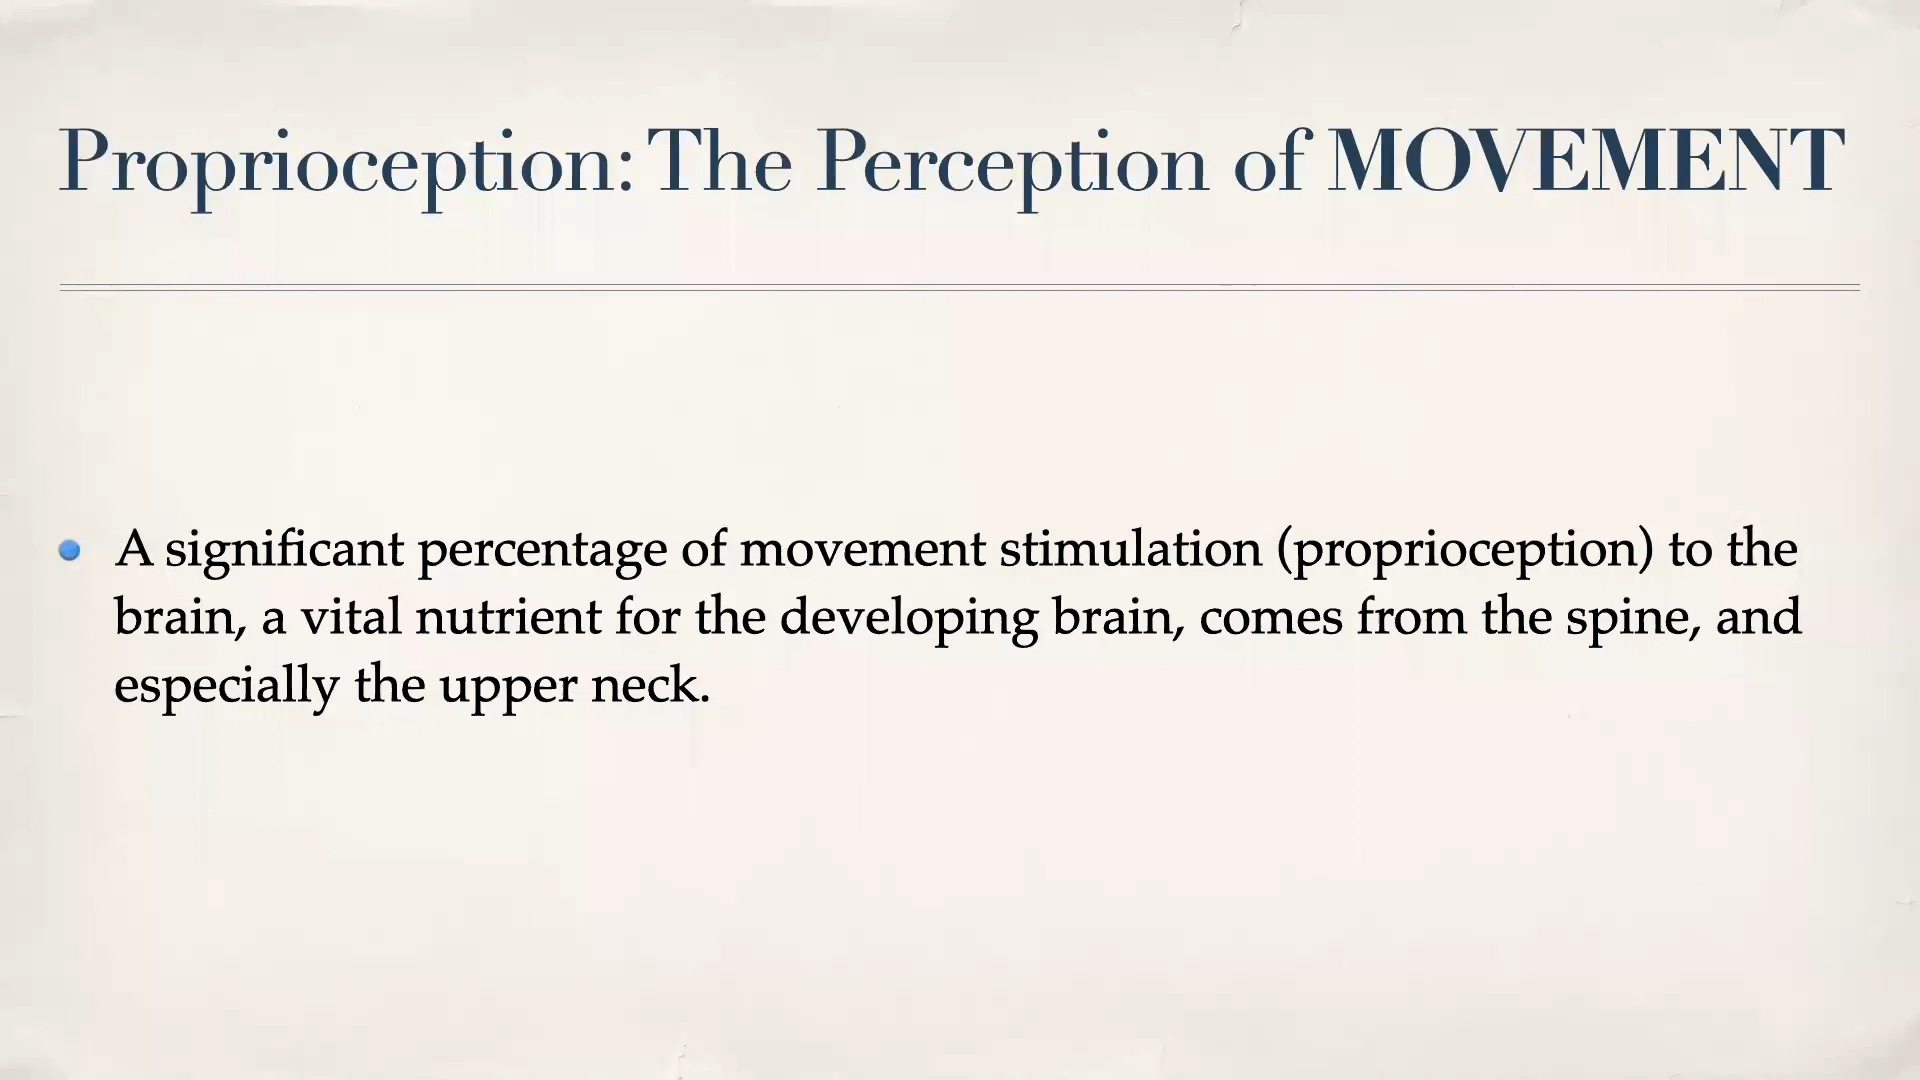 Proprioception: The Perception of MOVEMENT
• A significant percentage of movement stimulation (proprioception) to the
brain, a vital nutrient for the developing brain, comes from the spine, and
especially the upper neck.